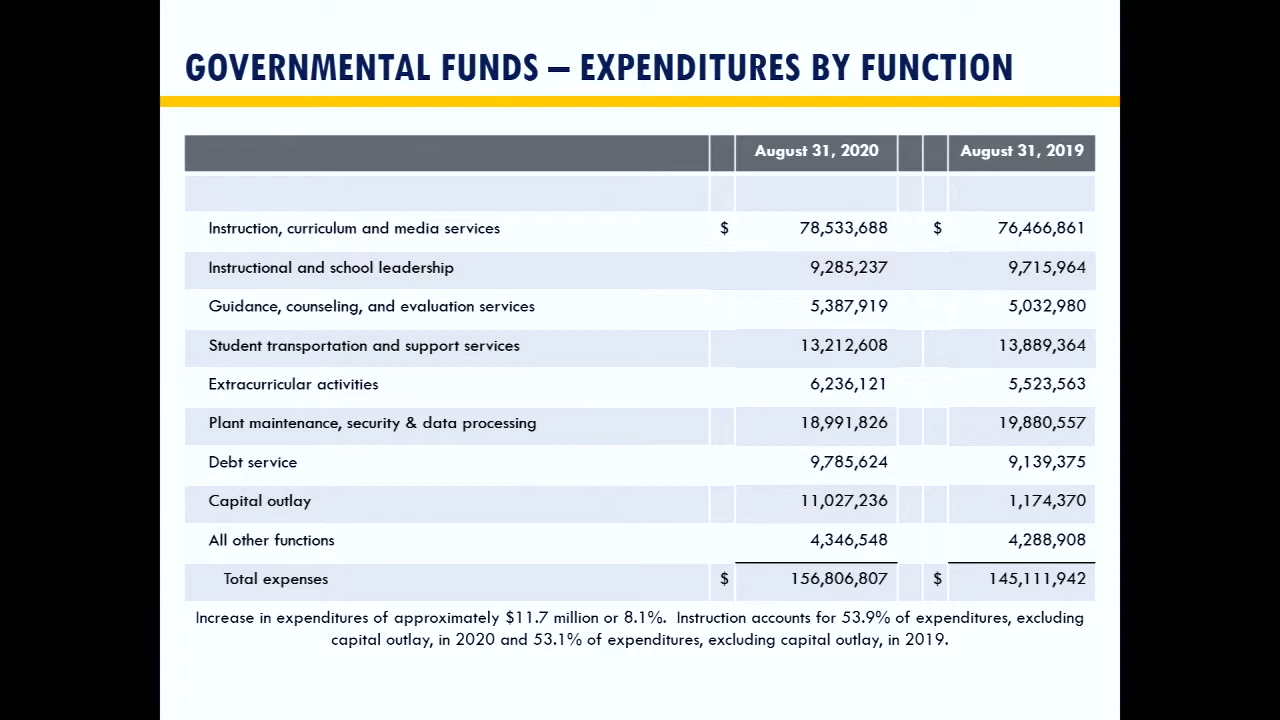 GOVERNMENTAL FUNDS – EXPENDITURES BY FUNCTION
August 31, 2020 August 31, 2019
Instruction, curriculum and media services $ 78,533,688 $ 76,466,861
Instructional and school leadership 9,285,237 9,715,964
Guidance, counseling, and evaluation services 5,387,919 5,032,980
Student transportation and support services 13,212,608 13,889,364
Extracurricular activities 6,236,121 5,523,563
Plant maintenance, security & data processing 18,991,826 19,880,557
Debt service 9,785,624 9,139,375
Capital outlay 11,027,236 1,174,370
All other functions 4,346,548 4,288,908
Total expenses $ 156,806,807 $ 145,111,942
Increase in expenditures of approximately $11.7 million or 8.1%. Instruction accounts for 53.9% of expenditures, excluding
capital outlay, in 2020 and 53.1% of expenditures, excluding capital outlay, in 2019.